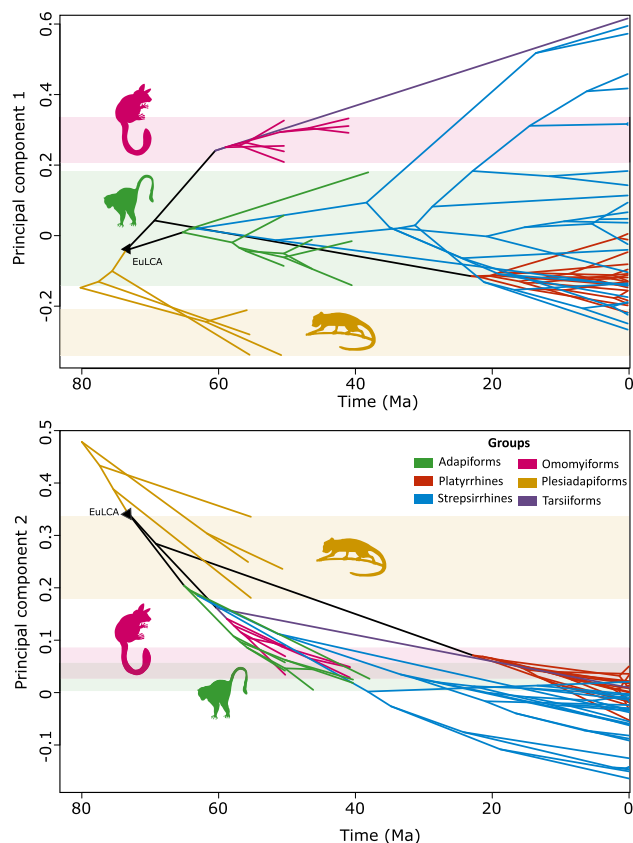 Principal component 1
0.6
0.4
0.2
0
-0.2
EuLCA
80
60
40
20
0
Time (Ma)
Principal component 2
0.5
0.4
0.3
0.2
0.1
0
-0.1
EuLCA
Groups
Adapiforms
Omomyiforms
Platyrrhines
Plesiadapiforms
Strepsirrhines
Tarsiiforms
80
60
40
20
0
Time (Ma)